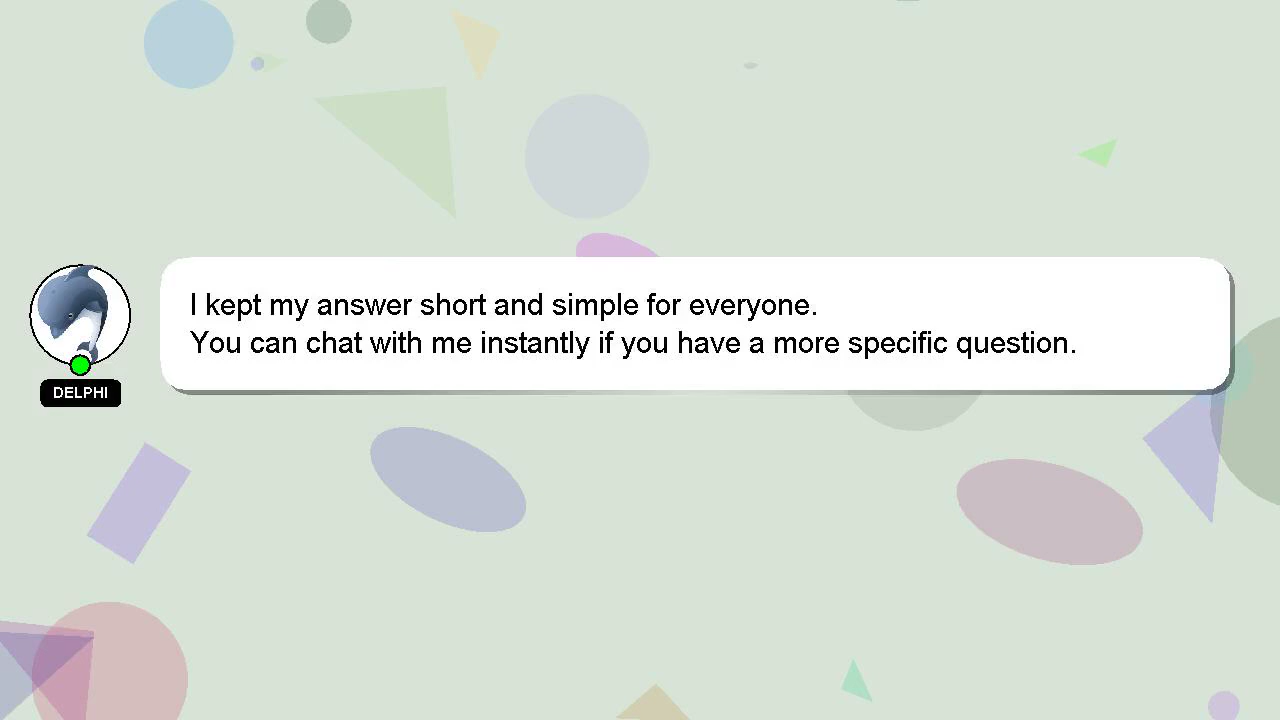 I kept my answer short and simple for everyone.
You can chat with me instantly if you have a more specific question.
DELPHI